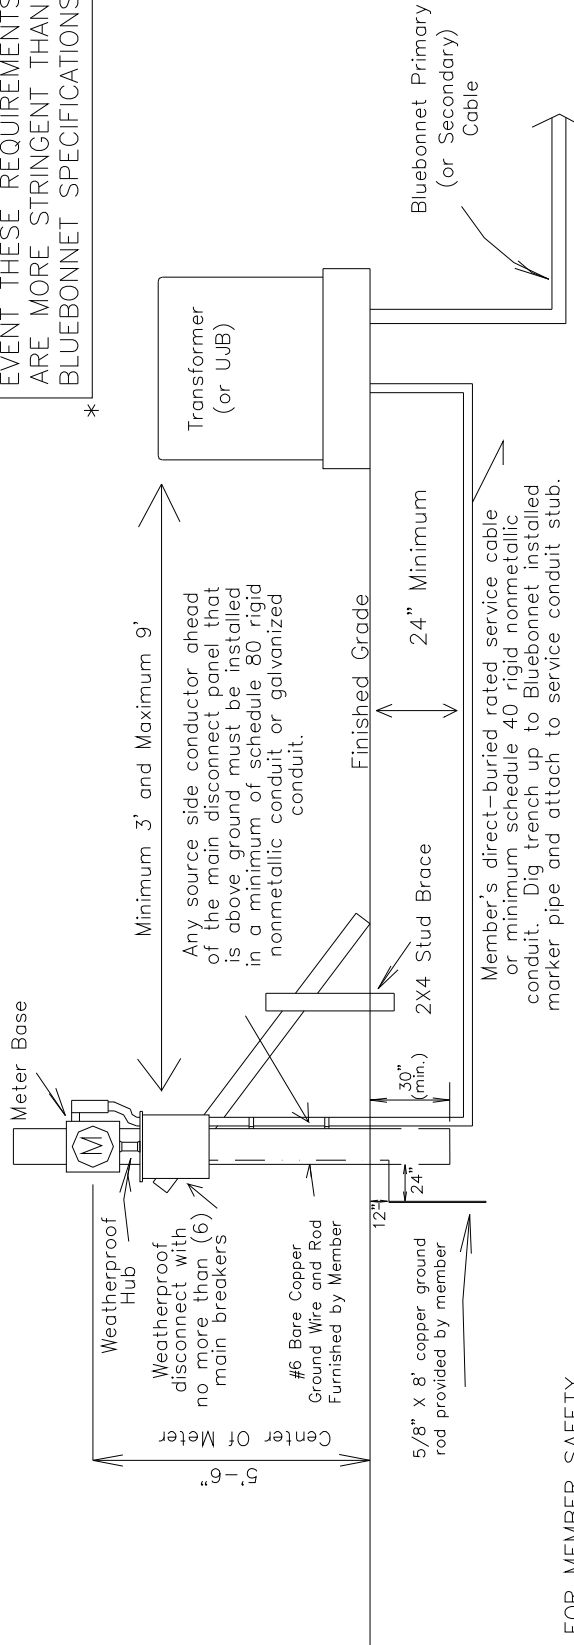 EVENT THESE REQUIREMENTS
ARE MORE STRINGENT THAN
BLUEBONNET SPECIFICATIONS
*
Meter Base
Weatherproof
Hub
M
Weatherproof
disconnect with
no more than (6)
main breakers
#6 Bare Copper
Ground Wire and Rod
Furnished by Member
5'-6"
Center Of Meter
5/8" X 8' copper ground
rod provided by member
12"
24"
30"
(min.)
2X4 Stud Brace
Minimum 3' and Maximum 9'
Any source side conductor ahead
of the main disconnect panel that
is above ground must be installed
in a minimum of schedule 80 rigid
nonmetallic conduit or galvanized
conduit.
Finished Grade
24" Minimum
Transformer
(or UJB)
Bluebonnet Primary
(or Secondary)
Cable
Member's direct-buried rated service cable
or minimum schedule 40 rigid nonmetallic
conduit. Dig trench up to Bluebonnet installed
marker pipe and attach to service conduit stub.
FOR MEMBER SAFETY